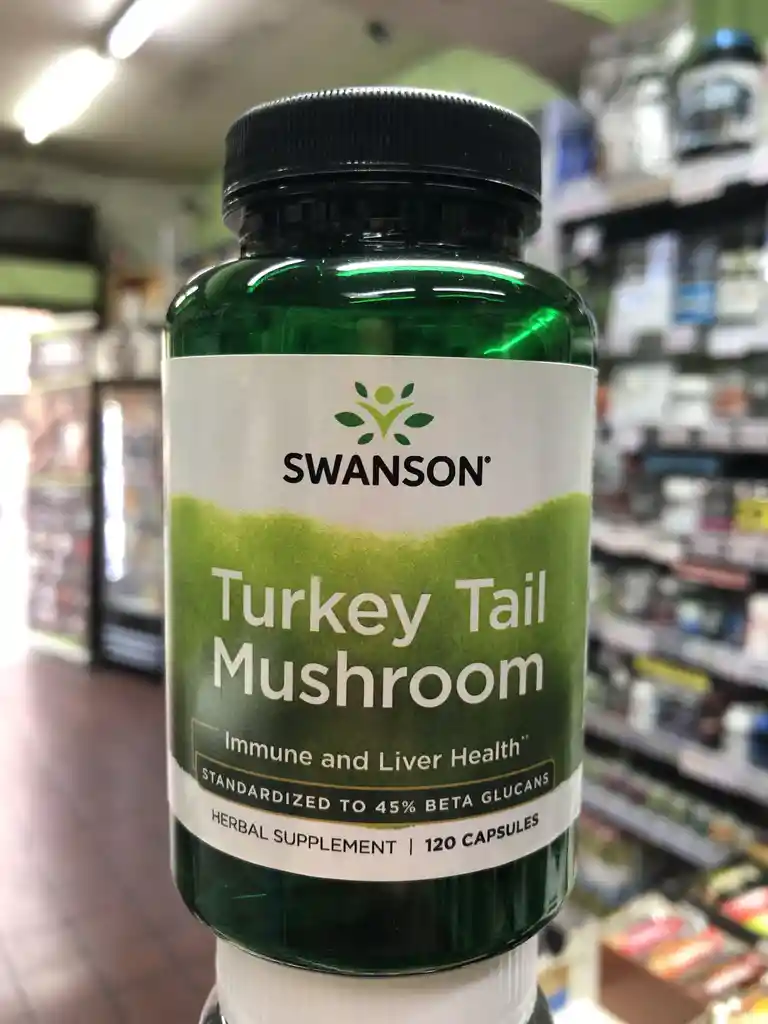 SWANSON
Turkey Tail
Mushroom
Immune and Liver Health**
STANDARDIZED TO 45% BETA GLUCANS
HERBAL SUPPLEMENT | 120 CAPSULES